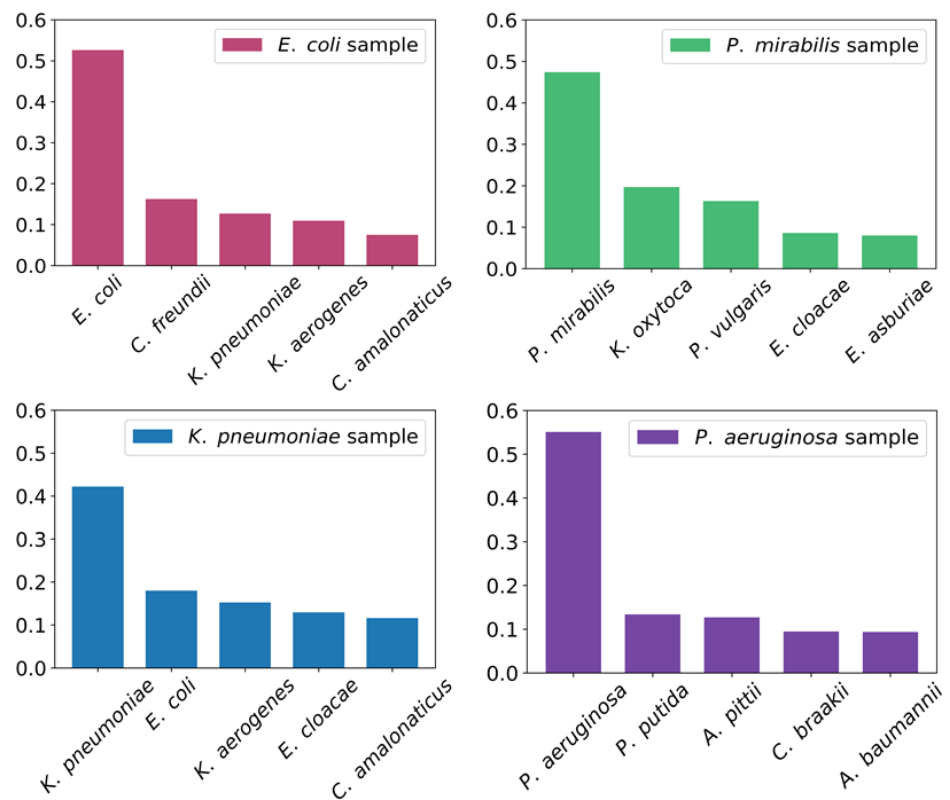 E. coli sample
0.6
0.5
0.4
0.3
0.2
0.1
0.0
E. coli
C. freundii
K. pneumoniae
K. aerogenes
C. amalonaticus
P. mirabilis sample
0.6
0.5
0.4
0.3
0.2
0.1
0.0
P. mirabilis
K. oxytoca
P. vulgaris
E. cloacae
E. asburiae
K. pneumoniae sample
0.6
0.5
0.4
0.3
0.2
0.1
0.0
K. pneumoniae
E. coli
K. aerogenes
E. cloacae
C. amalonaticus
P. aeruginosa sample
0.6
0.5
0.4
0.3
0.2
0.1
0.0
P. aeruginosa
P. putida
A. pittii
C. braakii
A. baumannii